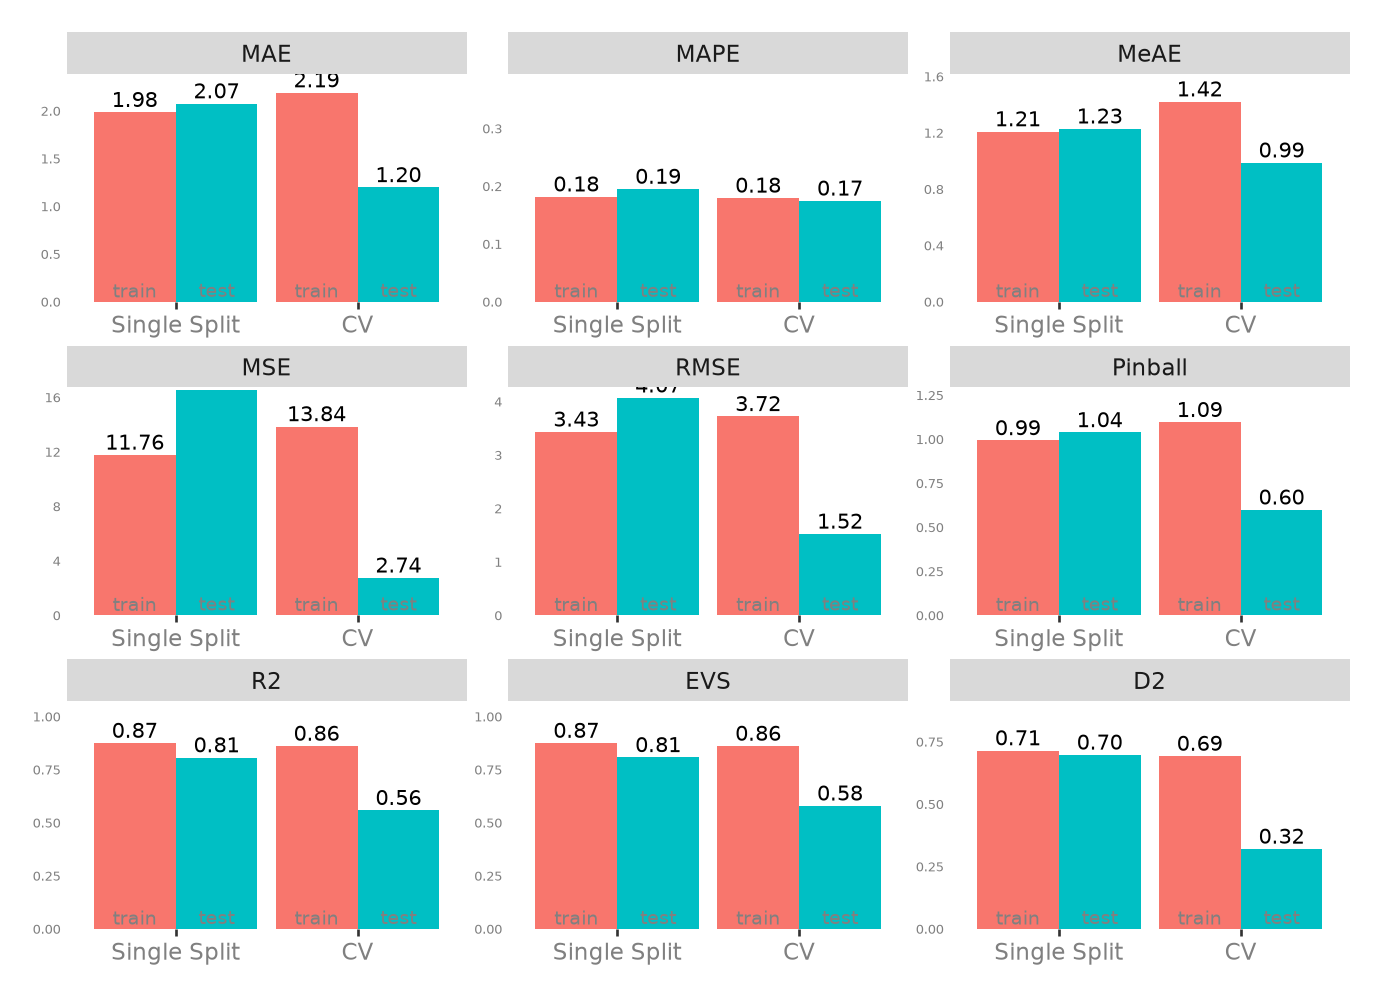 MAE
2.0
1.5
1.0
0.5
0.0
1.98
2.07
2.19
1.20
train test train test
Single Split CV
MAPE
0.3
0.2
0.1
0.0
0.18
0.19
0.18
0.17
train test train test
Single Split CV
MeAE
1.6
1.2
0.8
0.4
0.0
1.21
1.23
1.42
0.99
train test train test
Single Split CV
MSE
16
12
8
4
0
11.76
13.84
2.74
train test train test
Single Split CV
RMSE
4
3
2
1
0
3.43
4.07
3.72
1.52
train test train test
Single Split CV
Pinball
1.25
1.00
0.75
0.50
0.25
0.00
0.99
1.04
1.09
0.60
train test train test
Single Split CV
R2
1.00
0.75
0.50
0.25
0.00
0.87
0.81
0.86
0.56
train test train test
Single Split CV
EVS
1.00
0.75
0.50
0.25
0.00
0.87
0.81
0.86
0.58
train test train test
Single Split CV
D2
0.75
0.50
0.25
0.00
0.71
0.70
0.69
0.32
train test train test
Single Split CV